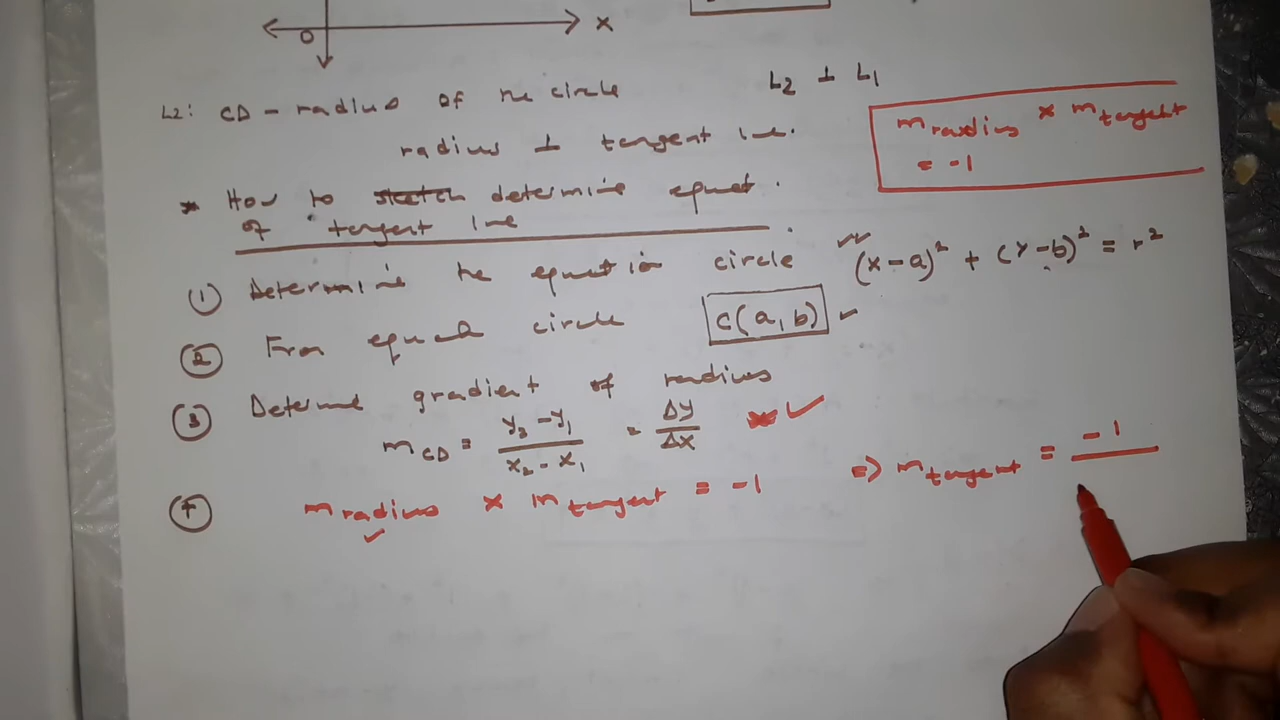 x
O
L2: CD - radius of the circle
L2 ⊥ L1
radius ⊥ tangent line.
m radius × m tangent
= -1
* How to sketch determine equat.
of tangent line
① Determine the equation circle (x-a)² + (y-b)² = r²
② From equat circle C(a,b) ✓
③ Determine gradient of radius
m CD = y₂-y₁ / x₂-x₁ = Δy / Δx ✓
④ m radius × m tangent = -1 => m tangent = -1